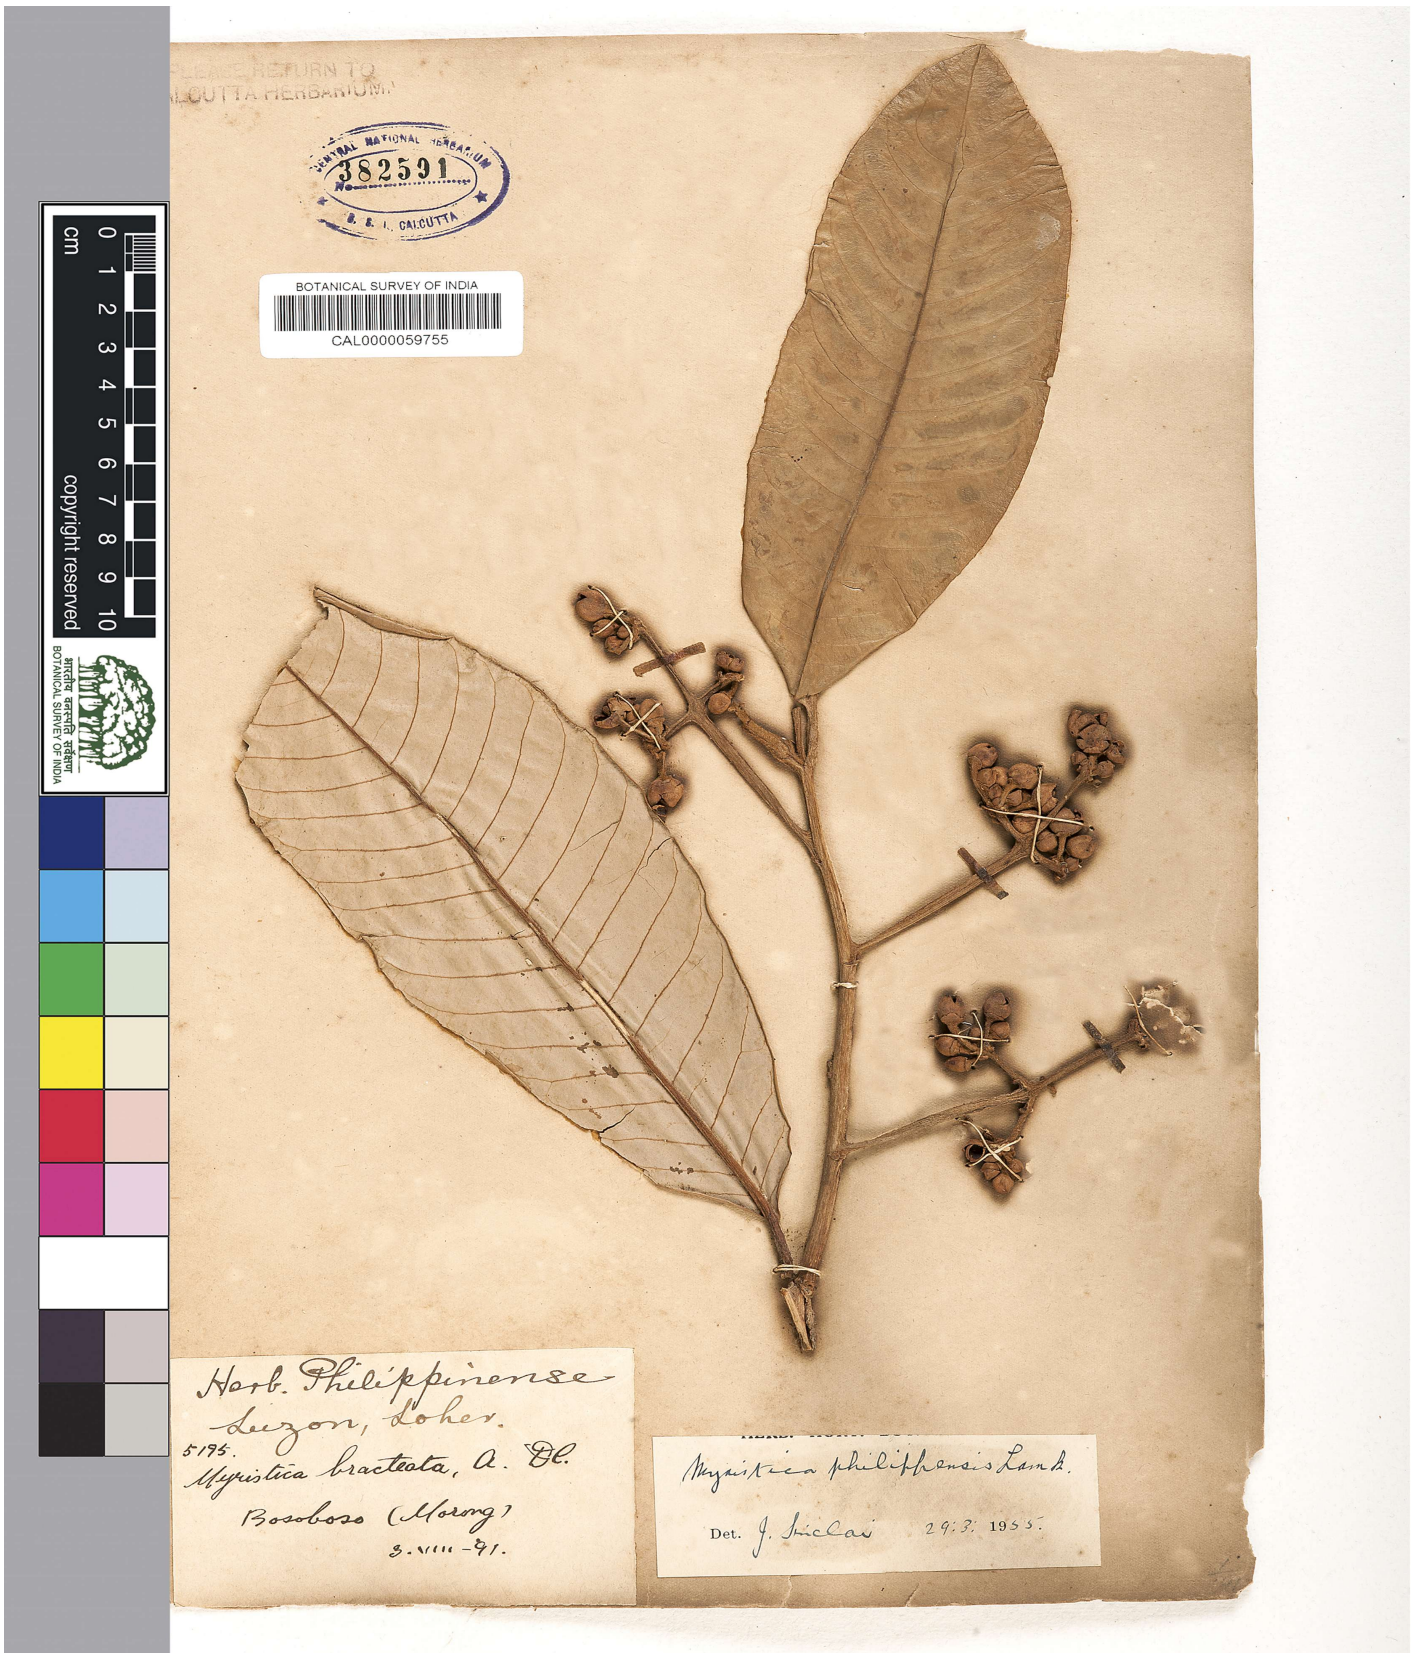 PLEASE RETURN TO
CALCUTTA HERBARIUM.
CENTRAL NATIONAL HERBARIUM
No. 382591
B. S. I., CALCUTTA
BOTANICAL SURVEY OF INDIA
CAL0000059755
cm
0 1 2 3 4 5 6 7 8 9 10
copyright reserved
भारतीय वनस्पति सर्वेक्षण
BOTANICAL SURVEY OF INDIA
Herb. Philippinense
Luzon, Loher.
5195.
Myristica bracteata, A. DC.
Bosoboso (Morong)
3.VIII-91.
Myristica philippensis Lamk.
Det. J. Sinclair 29.3. 1955.